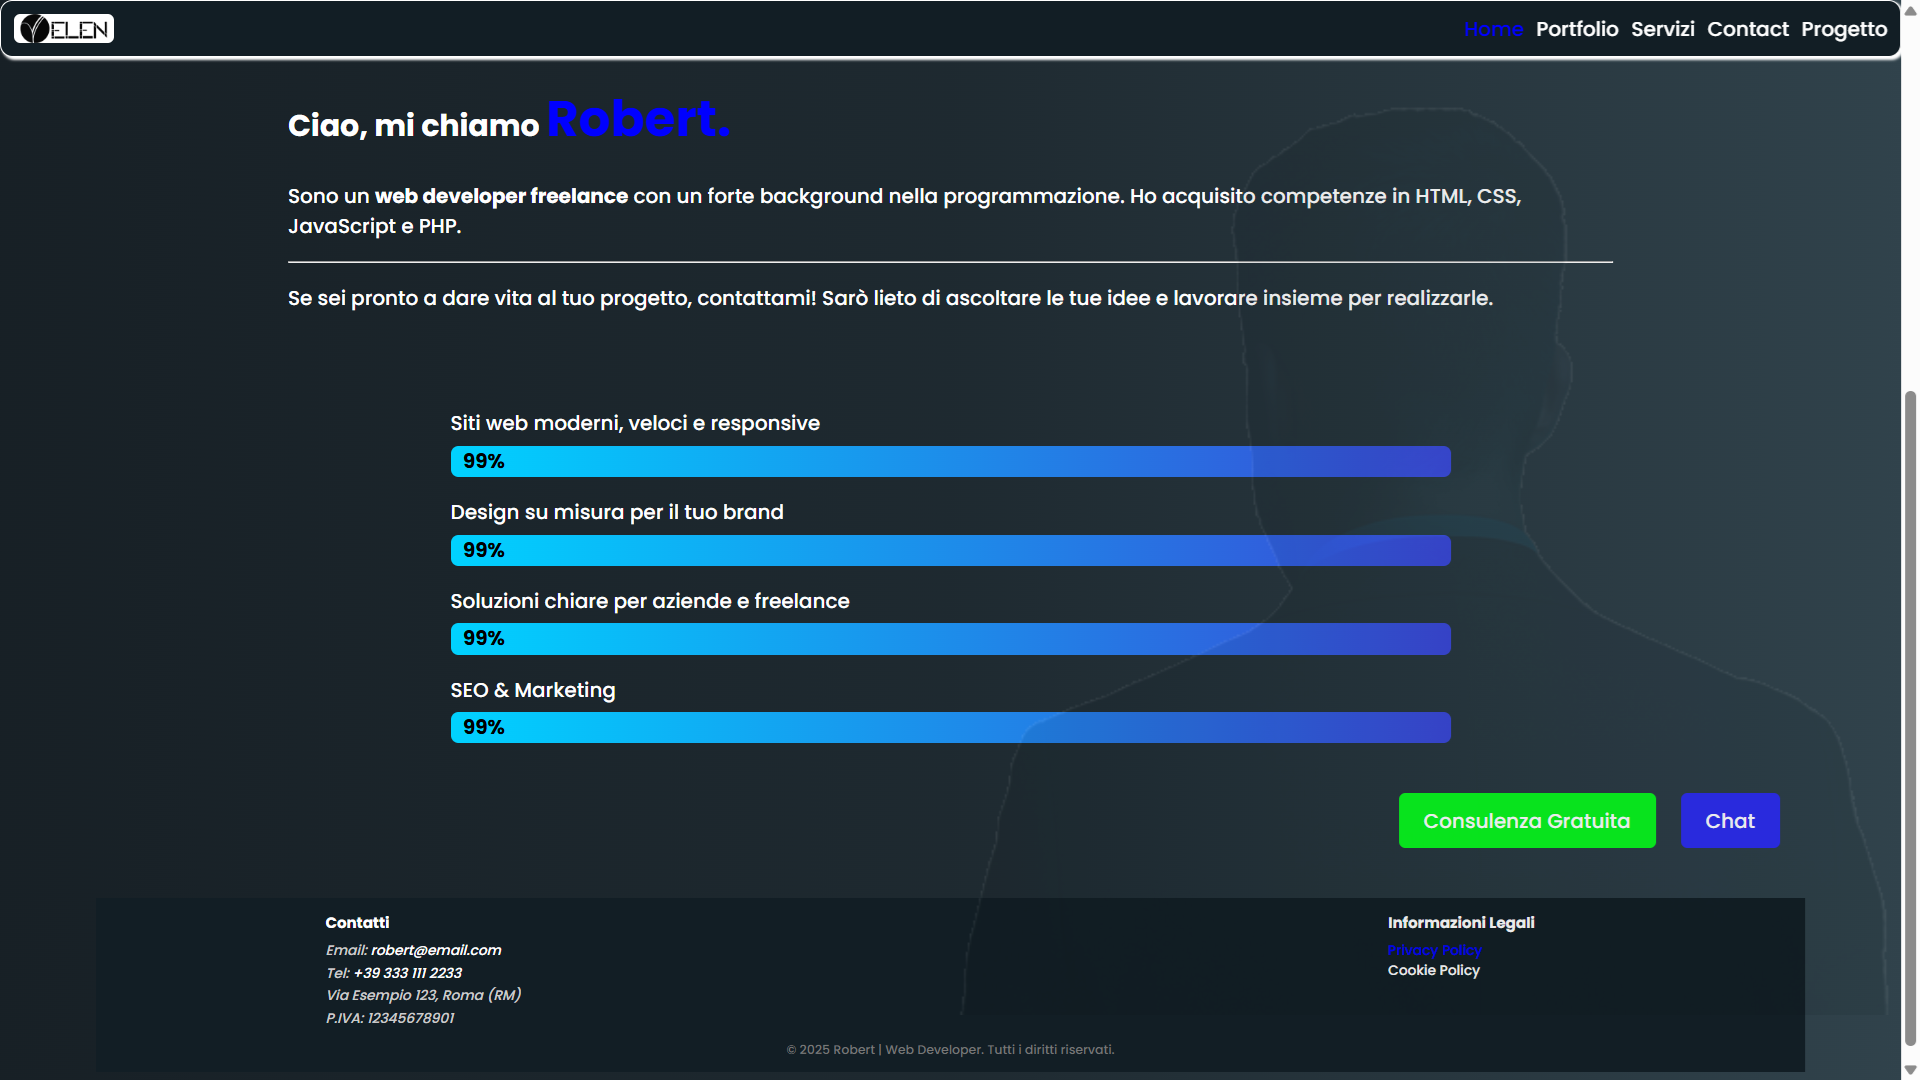 VELEN
Home Portfolio Servizi Contact Progetto
Ciao, mi chiamo Robert.
Sono un web developer freelance con un forte background nella programmazione. Ho acquisito competenze in HTML, CSS,
JavaScript e PHP.
Se sei pronto a dare vita al tuo progetto, contattami! Sarò lieto di ascoltare le tue idee e lavorare insieme per realizzarle.
Siti web moderni, veloci e responsive
99%
Design su misura per il tuo brand
99%
Soluzioni chiare per aziende e freelance
99%
SEO & Marketing
99%
Consulenza Gratuita
Chat
Contatti
Email: robert@email.com
Tel: +39 333 111 2233
Via Esempio 123, Roma (RM)
P.IVA: 12345678901
Informazioni Legali
Privacy Policy
Cookie Policy
© 2025 Robert | Web Developer. Tutti i diritti riservati.